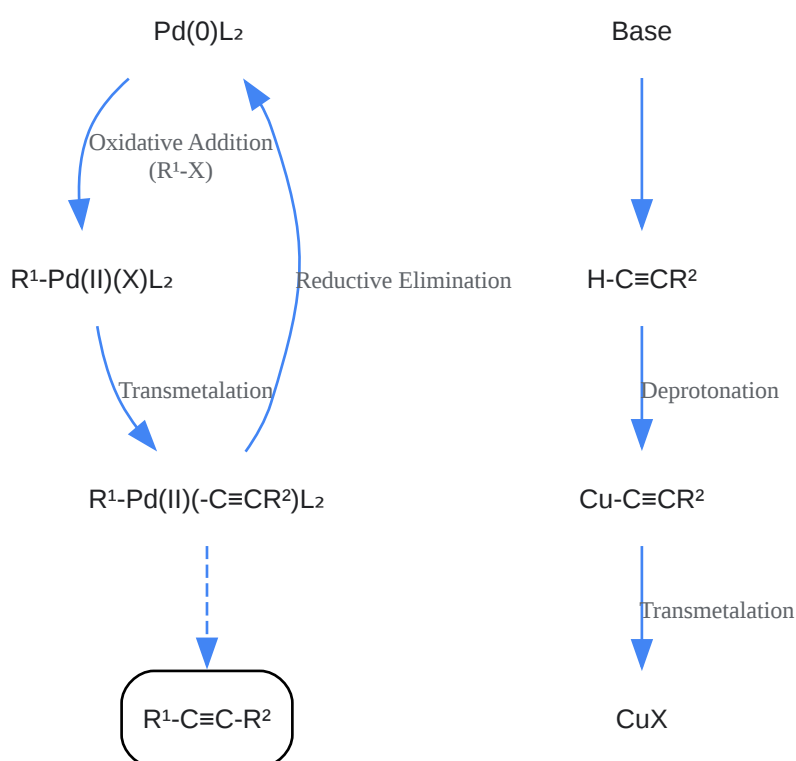 Pd(0)L₂
Base
Oxidative Addition
(R¹-X)
R¹-Pd(II)(X)L₂
Reductive Elimination
H-C≡CR²
Transmetalation
Deprotonation
R¹-Pd(II)(-C≡CR²)L₂
Cu-C≡CR²
Transmetalation
R¹-C≡C-R²
CuX